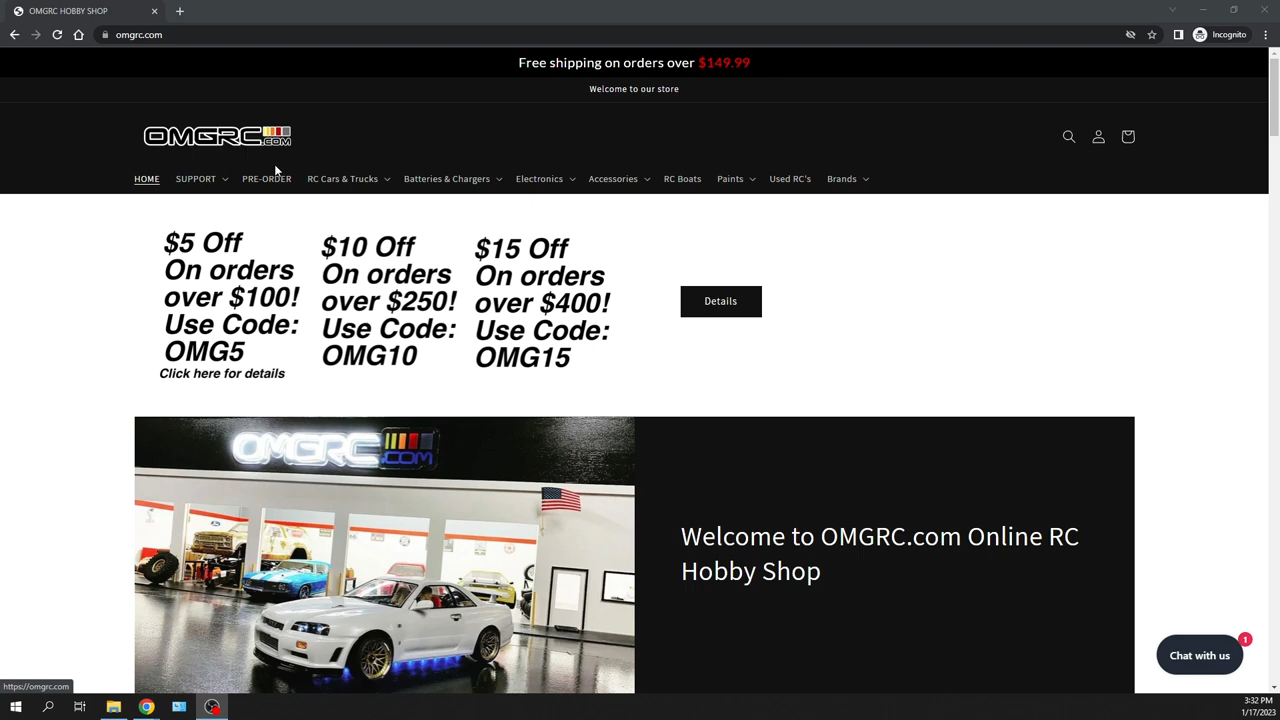 OMGRC HOBBY SHOP
omgrc.com
Incognito
Free shipping on orders over $149.99
Welcome to our store
OMGRC.COM
HOME SUPPORT PRE-ORDER RC Cars & Trucks Batteries & Chargers Electronics Accessories RC Boats Paints Used RC's Brands
$5 Off
On orders
over $100!
Use Code:
OMG5
Click here for details
$10 Off
On orders
over $250!
Use Code:
OMG10
$15 Off
On orders
over $400!
Use Code:
OMG15
Details
OMGRC.COM
Welcome to OMGRC.com Online RC
Hobby Shop
Chat with us
1
https://omgrc.com
3:32 PM
1/17/2023